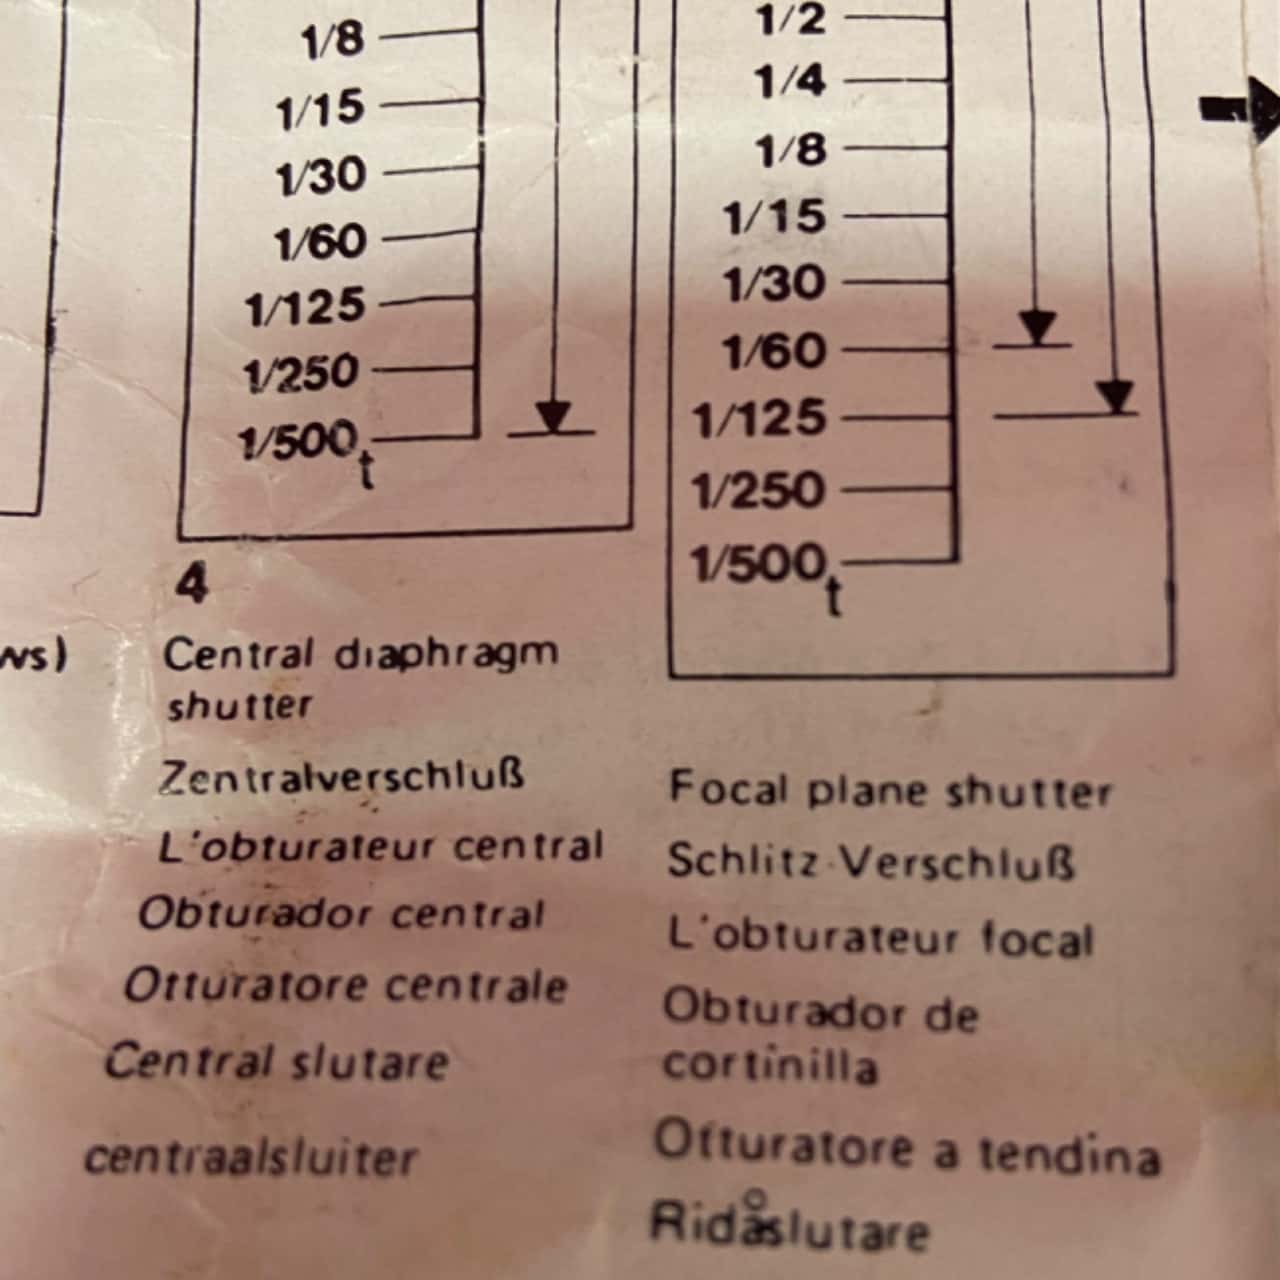 1/8
1/15
1/30
1/60
1/125
1/250
1/500
t
4
Central diaphragm
shutter
Zentralverschluß
L'obturateur central
Obturador central
Otturatore centrale
Central slutare
centraalsluiter
1/2
1/4
1/8
1/15
1/30
1/60
1/125
1/250
1/500
t
Focal plane shutter
Schlitz-Verschluß
L'obturateur focal
Obturador de
cortinilla
Otturatore a tendina
Ridåslutare